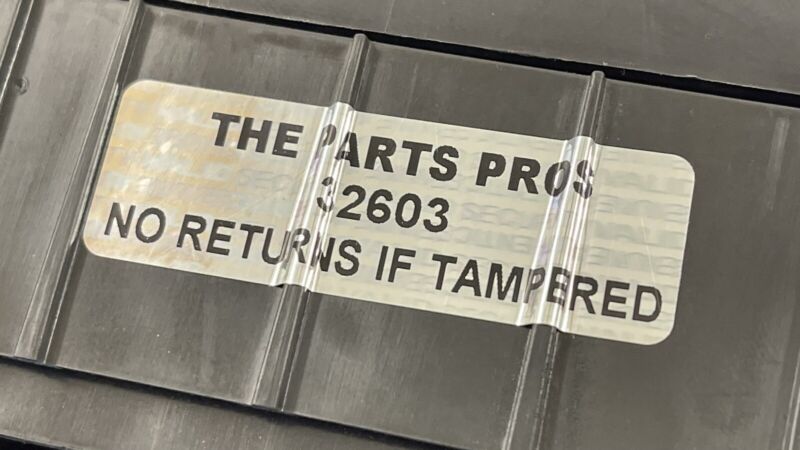 THE PARTS PROS
32603
NO RETURNS IF TAMPERED